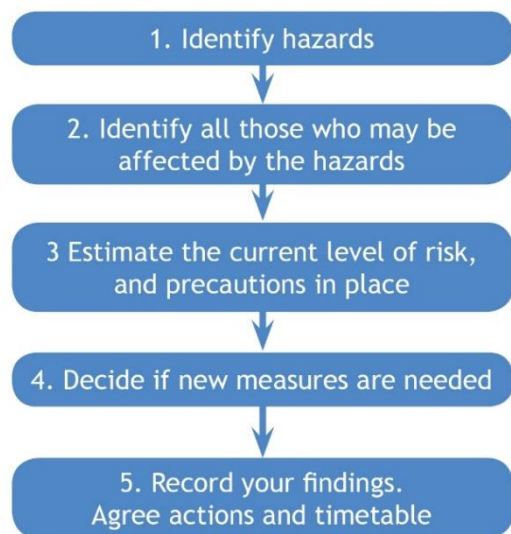 1. Identify hazards
2. Identify all those who may be
affected by the hazards
3 Estimate the current level of risk,
and precautions in place
4. Decide if new measures are needed
5. Record your findings.
Agree actions and timetable